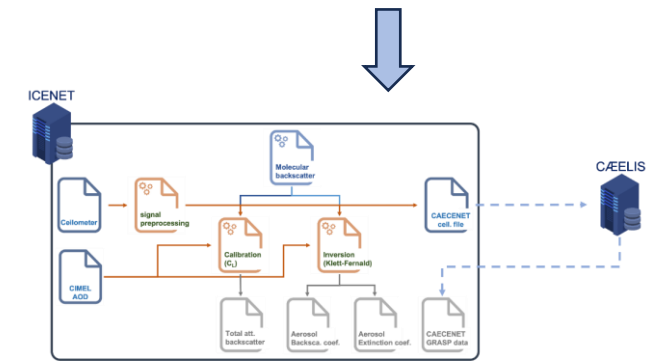 ICENET
Molecular
backscatter
CÆELIS
Ceilometer
signal
preprocessing
CAECENET
ceil. file
Calibration
(CL)
Inversion
(Klett-Fernald)
CIMEL
AOD
Total att.
backscatter
Aerosol
Backsca. coef.
Aerosol
Extinction coef.
CAECENET
GRASP data